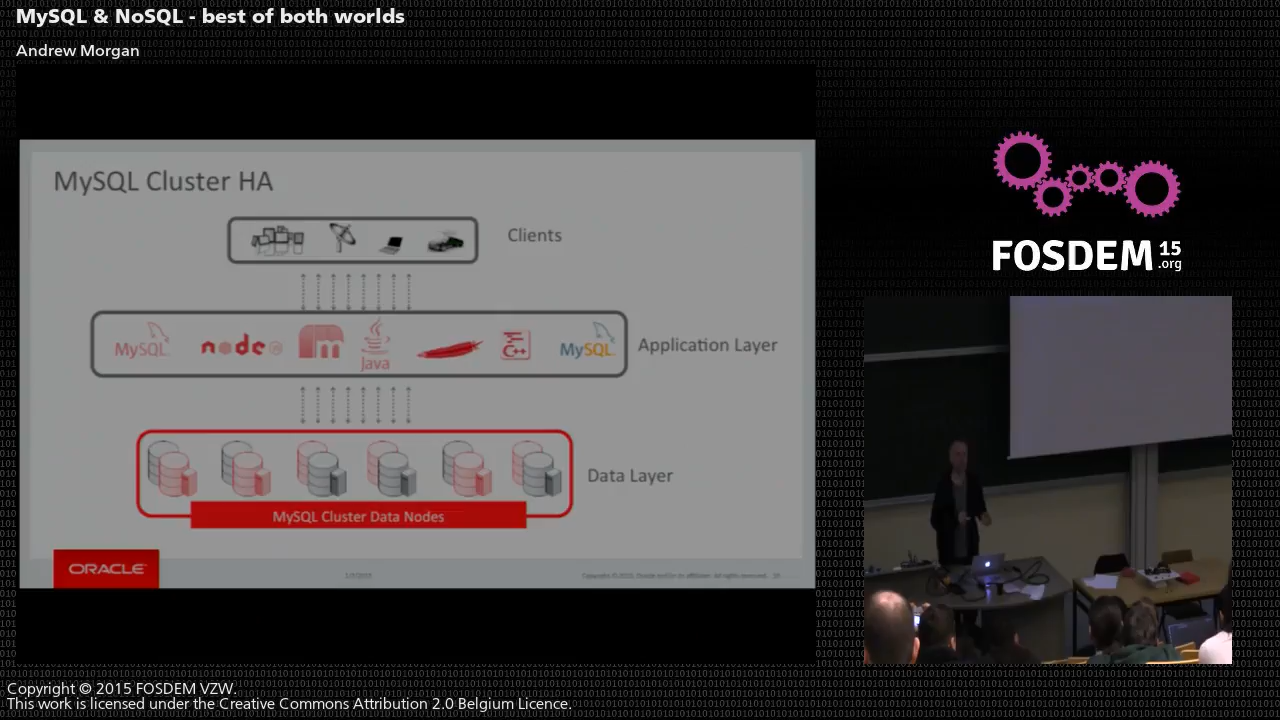 MySQL & NoSQL - best of both worlds
Andrew Morgan
MySQL Cluster HA
Clients
MySQL
node
Java
C++
MySQL
Application Layer
Data Layer
MySQL Cluster Data Nodes
ORACLE
FOSDEM 15 .org
Copyright © 2015 FOSDEM VZW.
This work is licensed under the Creative Commons Attribution 2.0 Belgium Licence.